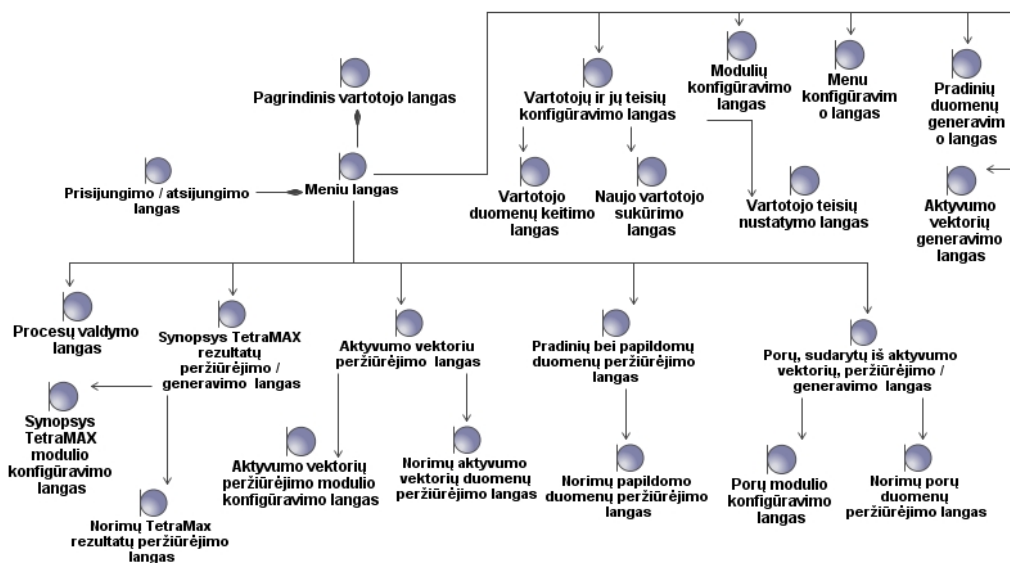 Pagrindinis vartotojo langas
Vartotojų ir jų teisių
konfigūravimo langas
Modulių
konfigūravimo
langas
Menu
konfigūravim
o langas
Pradinių
duomenų
generavim
o langas
Prisijungimo / atsijungimo
langas
Meniu langas
Vartotojo
duomenų keitimo
langas
Naujo vartotojo
sukūrimo
langas
Vartotojo teisių
nustatymo langas
Aktyvumo
vektorių
generavimo
langas
Procesų valdymo
langas
Synopsys TetraMAX
rezultatų
peržiūrėjimo /
generavimo langas
Aktyvumo vektoriu
peržiūrėjimo langas
Pradinių bei papildomų
duomenų peržiūrėjimo
langas
Porų, sudarytų iš aktyvumo
vektorių, peržiūrėjimo /
generavimo langas
Synopsys
TetraMAX
modulio
konfigūravimo
langas
Norimų TetraMax
rezultatų peržiūrėjimo
langas
Aktyvumo vektorių
peržiūrėjimo modulio
konfigūravimo langas
Norimų aktyvumo
vektorių duomenų
peržiūrėjimo langas
Norimų papildomo
duomenų peržiūrėjimo
langas
Porų modulio
konfigūravimo
langas
Norimų porų
duomenų
peržiūrėjimo langas